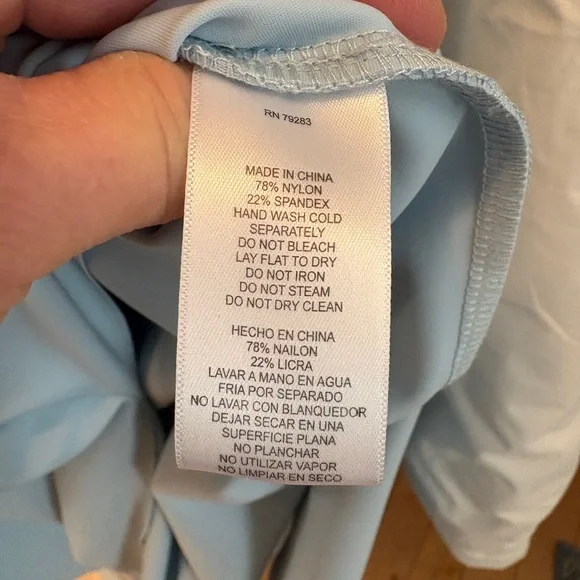 RN 79283
MADE IN CHINA
78% NYLON
22% SPANDEX
HAND WASH COLD
SEPARATELY
DO NOT BLEACH
LAY FLAT TO DRY
DO NOT IRON
DO NOT STEAM
DO NOT DRY CLEAN
HECHO EN CHINA
78% NAILON
22% LICRA
LAVAR A MANO EN AGUA
FRIA POR SEPARADO
NO LAVAR CON BLANQUEDOR
DEJAR SECAR EN UNA
SUPERFICIE PLANA
NO PLANCHAR
NO UTILIZAR VAPOR
NO LIMPIAR EN SECO